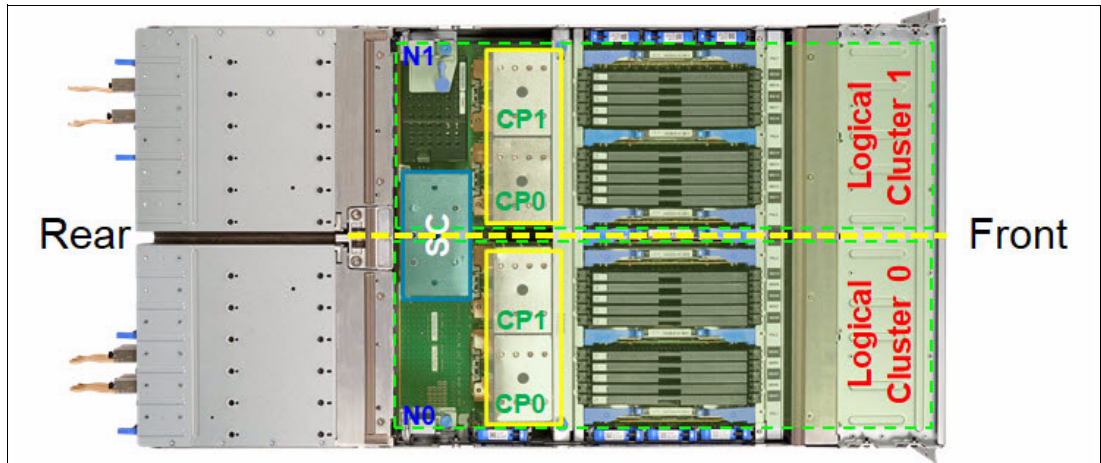 N1
CP1
CP0
SC
Logical
Cluster 1
Rear
Front
CP1
CP0
N0
Logical
Cluster 0